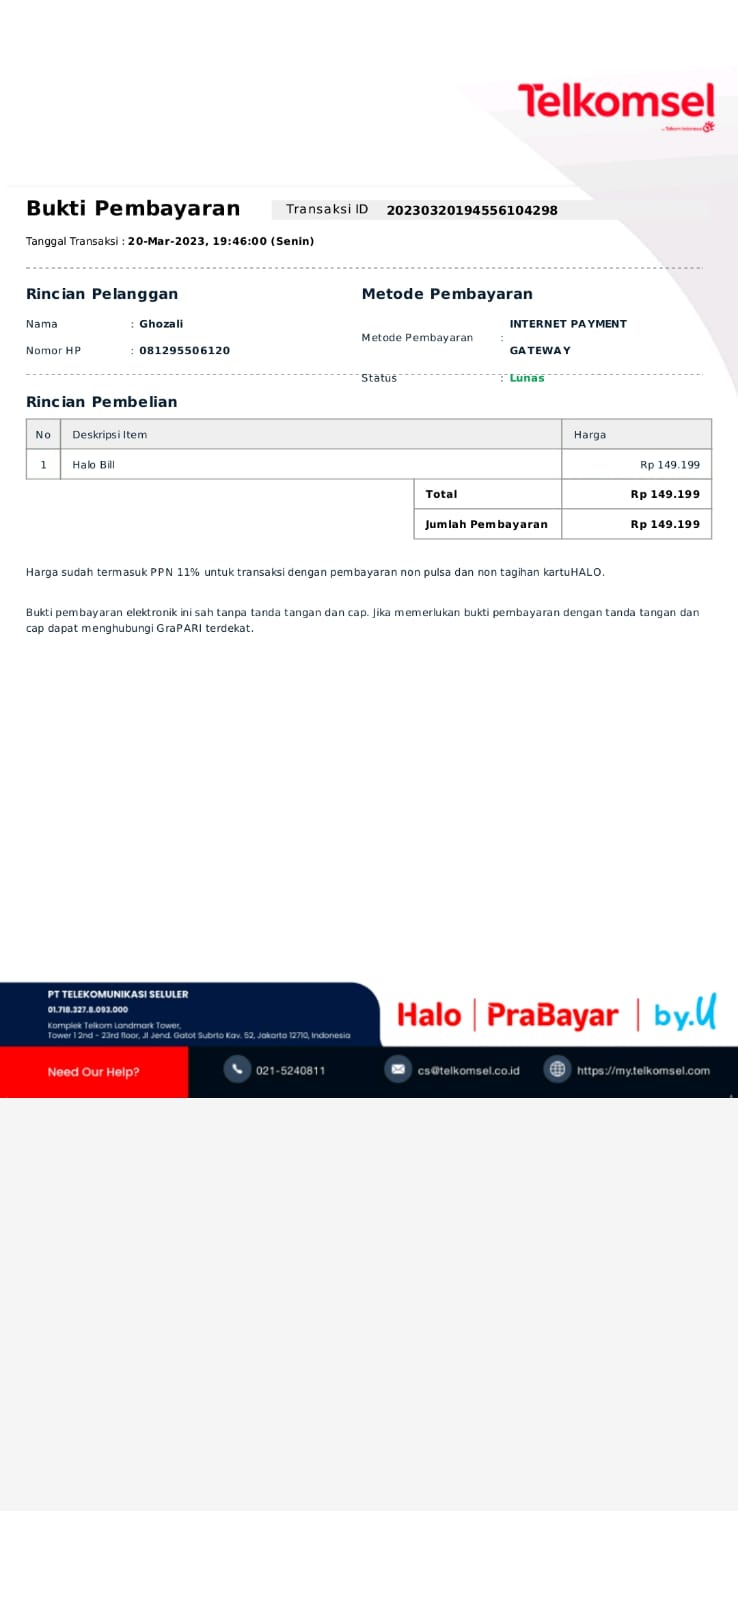 Telkomsel
Bukti Pembayaran
Transaksi ID 20230320194556104298
Tanggal Transaksi : 20-Mar-2023, 19:46:00 (Senin)
Rincian Pelanggan
Nama : Ghozali
Nomor HP : 081295506120
Metode Pembayaran
Metode Pembayaran : INTERNET PAYMENT
GATEWAY
Status : Lunas
Rincian Pembelian
No Deskripsi Item Harga
1 Halo Bill Rp 149.199
Total Rp 149.199
Jumlah Pembayaran Rp 149.199
Harga sudah termasuk PPN 11% untuk transaksi dengan pembayaran non pulsa dan non tagihan kartuHALO.
Bukti pembayaran elektronik ini sah tanpa tanda tangan dan cap. Jika memerlukan bukti pembayaran dengan tanda tangan dan
cap dapat menghubungi GraPARI terdekat.
PT TELEKOMUNIKASI SELULER
01.718.327.8.093.000
Komplek Telkom Landmark Tower,
Tower 1 2nd - 23rd floor, Jl Jend. Gatot Subrto Kav. 52, Jakarta 12710, Indonesia
Halo | PraBayar | by.U
Need Our Help?
021-5240811
cs@telkomsel.co.id
https://my.telkomsel.com